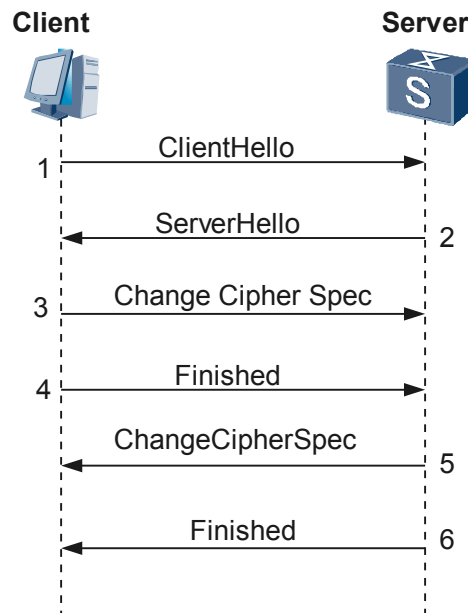 Client Server
S
1 ClientHello
ServerHello 2
3 Change Cipher Spec
4 Finished
ChangeCipherSpec 5
Finished 6